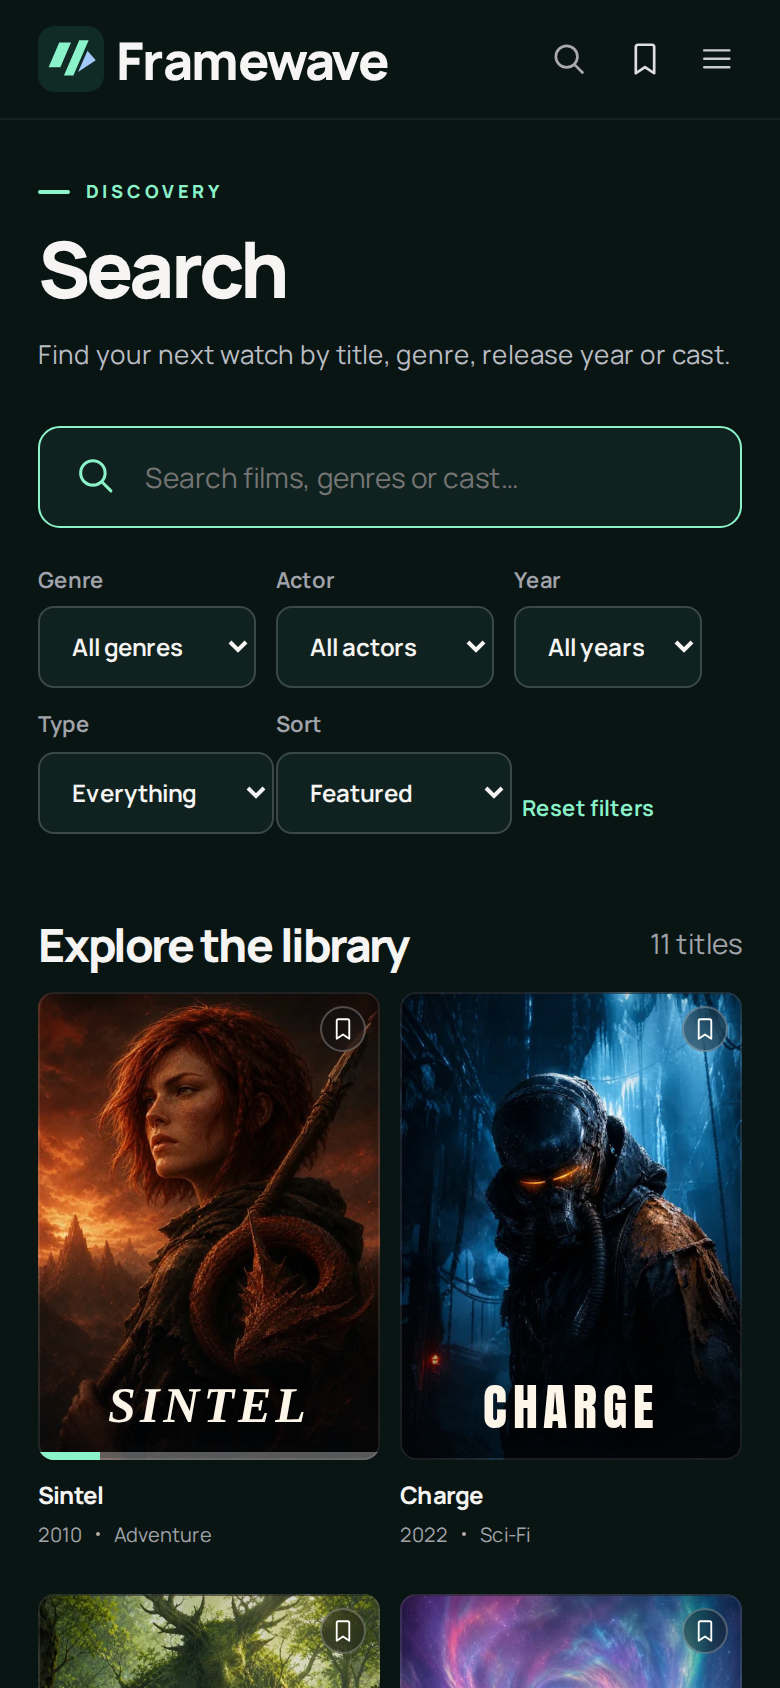 Framewave
DISCOVERY
Search
Find your next watch by title, genre, release year or cast.
Search films, genres or cast...
Genre Actor Year
All genres All actors All years
Type Sort
Everything Featured Reset filters
Explore the library 11 titles
SINTEL CHARGE
Sintel Charge
2010 • Adventure 2022 • Sci-Fi